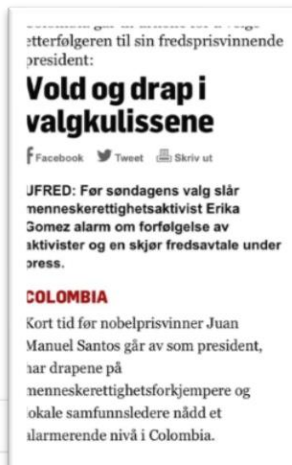 etterfølgeren til sin fredsprisvinnende
president:
Vold og drap i
valgkulissene
Facebook Tweet Skriv ut
UFRED: Før søndagens valg slår
menneskerettighetsaktivist Erika
Gomez alarm om forfølgelse av
aktivister og en skjør fredsavtale under
press.
COLOMBIA
Kort tid før nobelprisvinner Juan
Manuel Santos går av som president,
har drapene på
menneskerettighetsforkjempere og
lokale samfunnsledere nådd et
alarmerende nivå i Colombia.